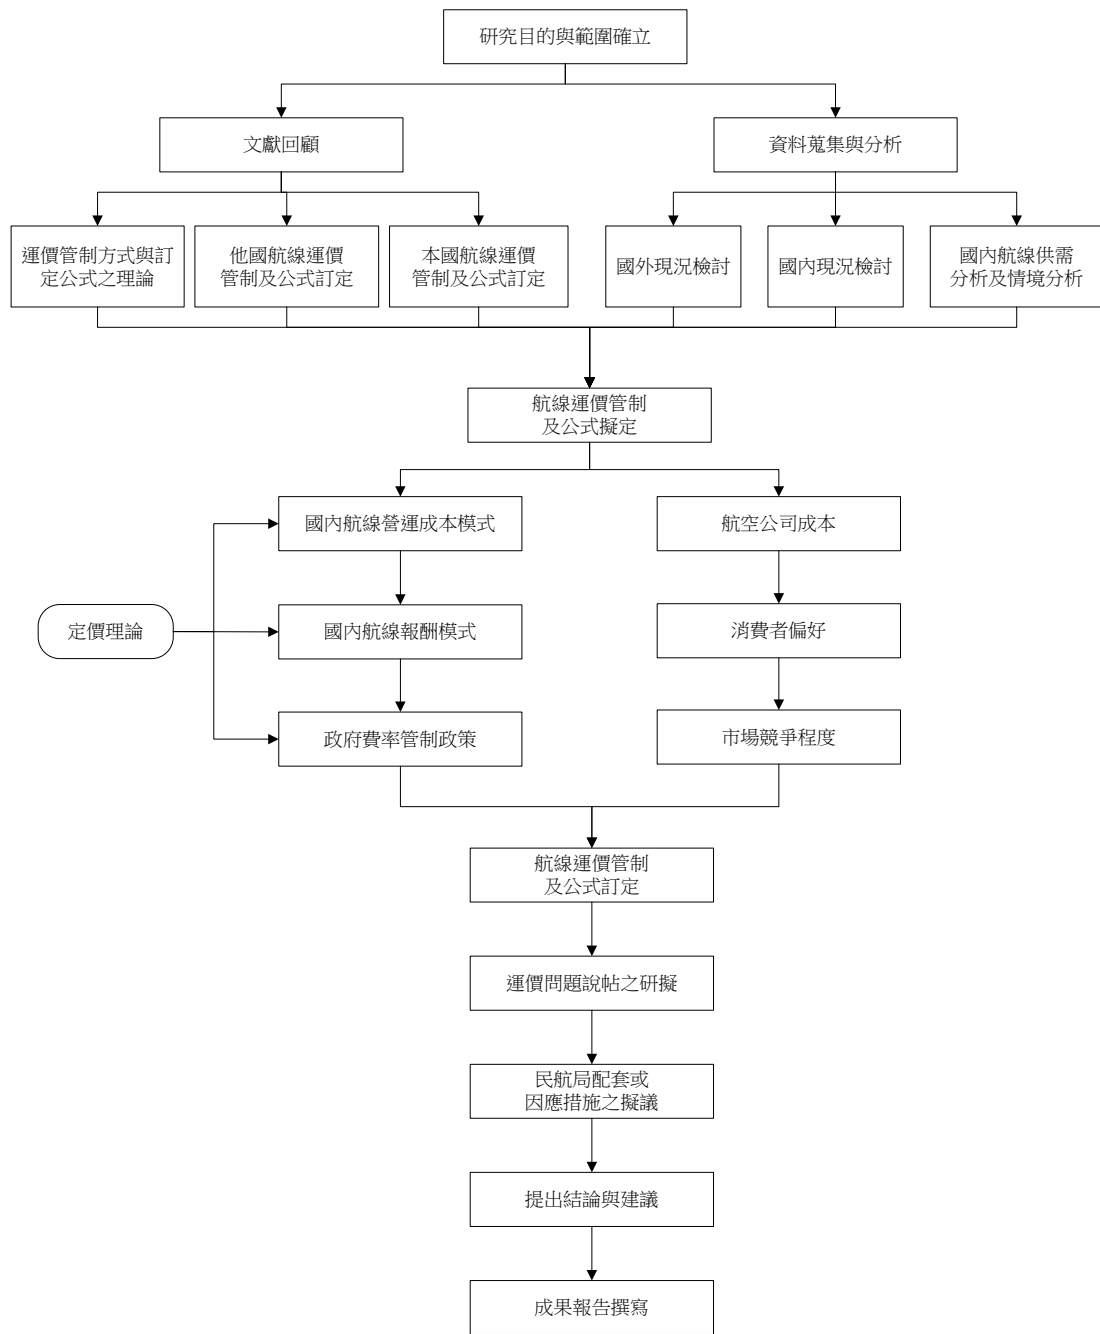 研究目的與範圍確立
文獻回顧
資料蒐集與分析
運價管制方式與訂
定公式之理論
他國航線運價
管制及公式訂定
本國航線運價
管制及公式訂定
國外現況檢討
國內現況檢討
國內航線供需
分析及情境分析
航線運價管制
及公式擬定
國內航線營運成本模式
航空公司成本
定價理論
國內航線報酬模式
消費者偏好
政府費率管制政策
市場競爭程度
航線運價管制
及公式訂定
運價問題說帖之研擬
民航局配套或
因應措施之擬議
提出結論與建議
成果報告撰寫